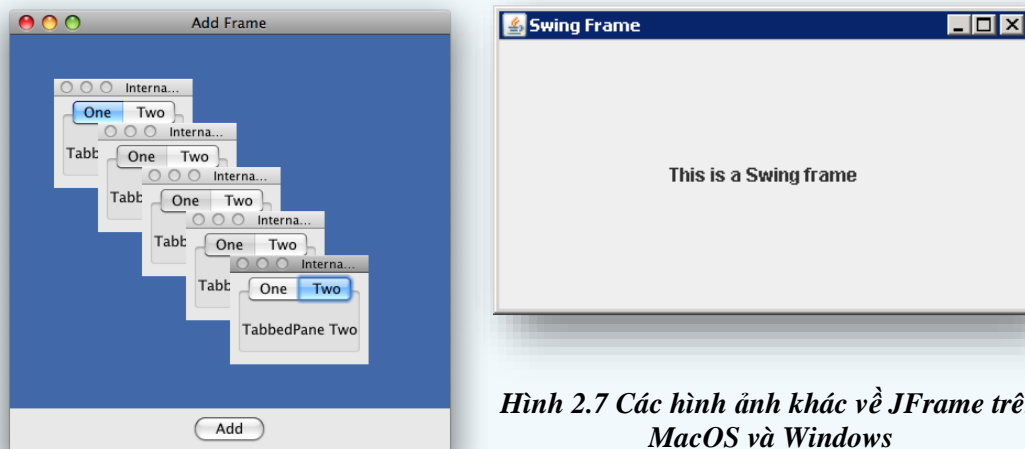 Add Frame
Interna...
One Two
Tabb
Interna...
One Two
Tabb
Interna...
One Two
Tabb
Interna...
One Two
Tabb
Interna...
One Two
TabbedPane Two
Add
Swing Frame
This is a Swing frame
Hình 2.7 Các hình ảnh khác về JFrame trê
MacOS và Windows